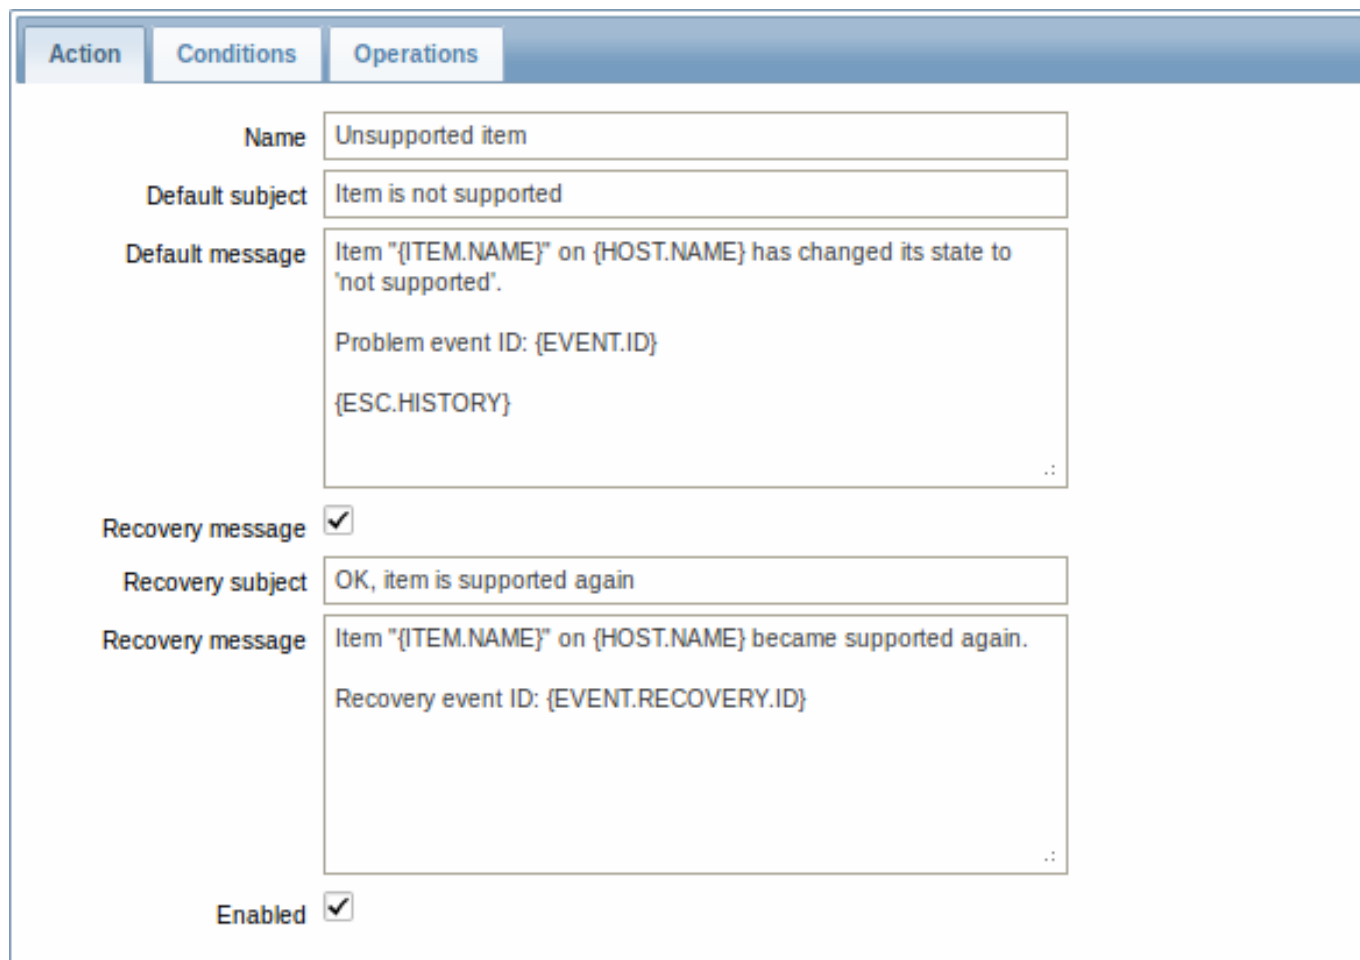 Action Conditions Operations
Name Unsupported item
Default subject Item is not supported
Default message Item "{ITEM.NAME}" on {HOST.NAME} has changed its state to
'not supported'.
Problem event ID: {EVENT.ID}
{ESC.HISTORY}
Recovery message
Recovery subject OK, item is supported again
Recovery message Item "{ITEM.NAME}" on {HOST.NAME} became supported again.
Recovery event ID: {EVENT.RECOVERY.ID}
Enabled